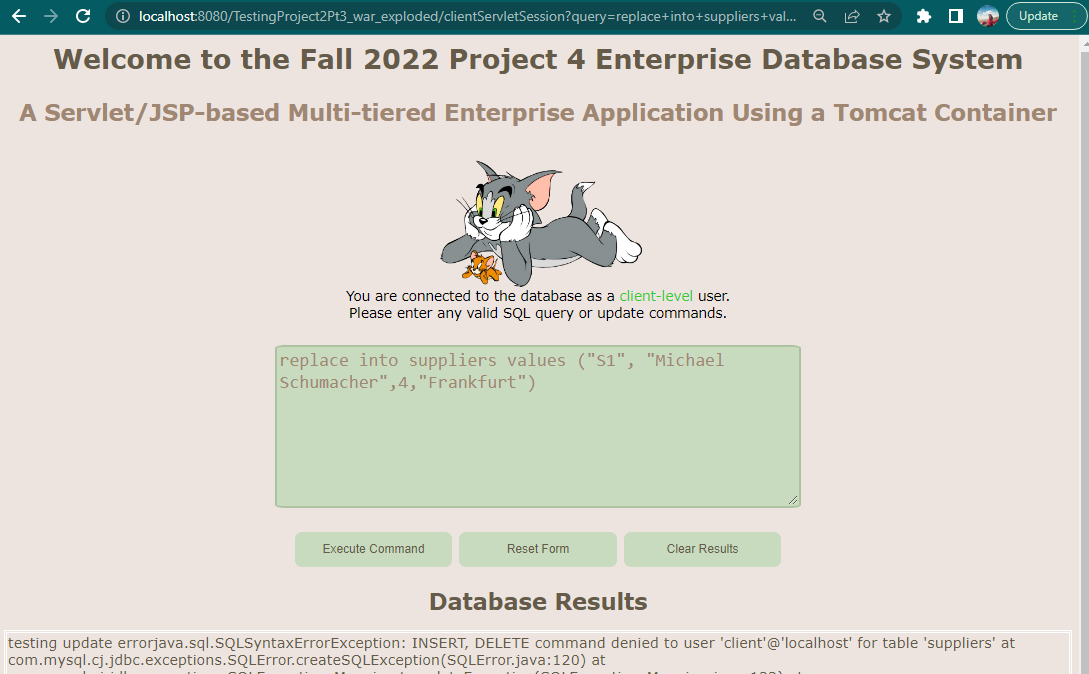 localhost:8080/TestingProject2Pt3_war_exploded/clientServletSession?query=replace+into+suppliers+val...
Update
Welcome to the Fall 2022 Project 4 Enterprise Database System
A Servlet/JSP-based Multi-tiered Enterprise Application Using a Tomcat Container
You are connected to the database as a client-level user.
Please enter any valid SQL query or update commands.
replace into suppliers values ("S1", "Michael
Schumacher",4,"Frankfurt")
Execute Command
Reset Form
Clear Results
Database Results
testing update errorjava.sql.SQLSyntaxErrorException: INSERT, DELETE command denied to user 'client'@'localhost' for table 'suppliers' at
com.mysql.cj.jdbc.exceptions.SQLError.createSQLException(SQLError.java:120) at